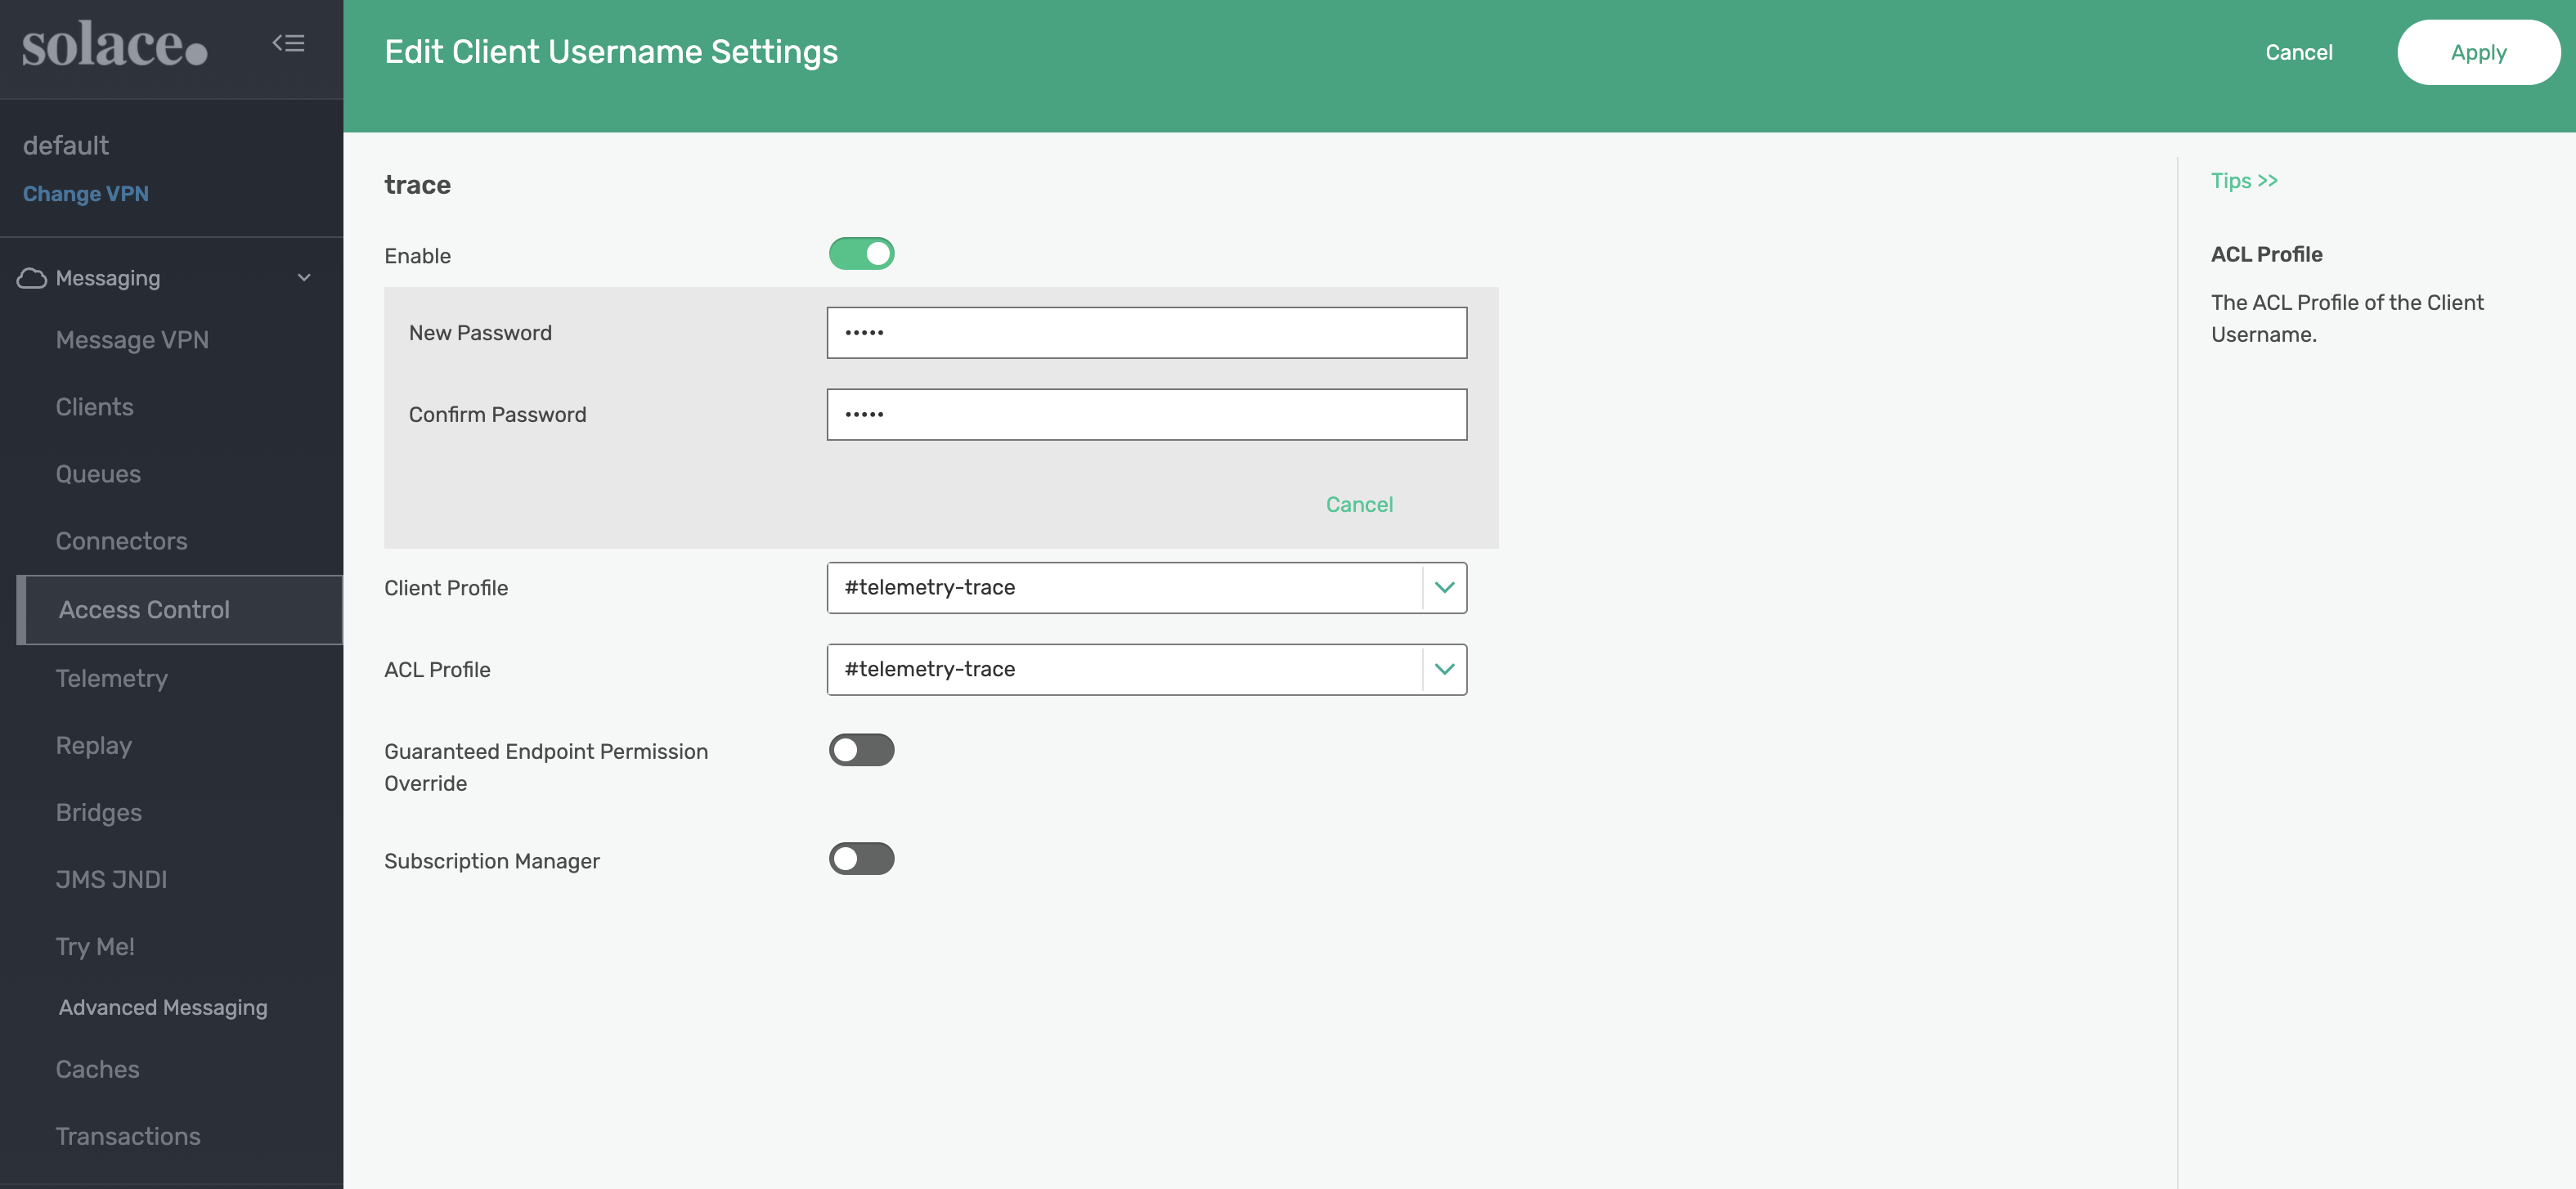 solace.
default
Change VPN
Messaging
Message VPN
Clients
Queues
Connectors
Access Control
Telemetry
Replay
Bridges
JMS JNDI
Try Me!
Advanced Messaging
Caches
Transactions
Edit Client Username Settings
Cancel
Apply
trace
Enable
New Password
•••••
Confirm Password
•••••
Cancel
Client Profile
#telemetry-trace
ACL Profile
#telemetry-trace
Guaranteed Endpoint Permission
Override
Subscription Manager
Tips >>
ACL Profile
The ACL Profile of the Client
Username.